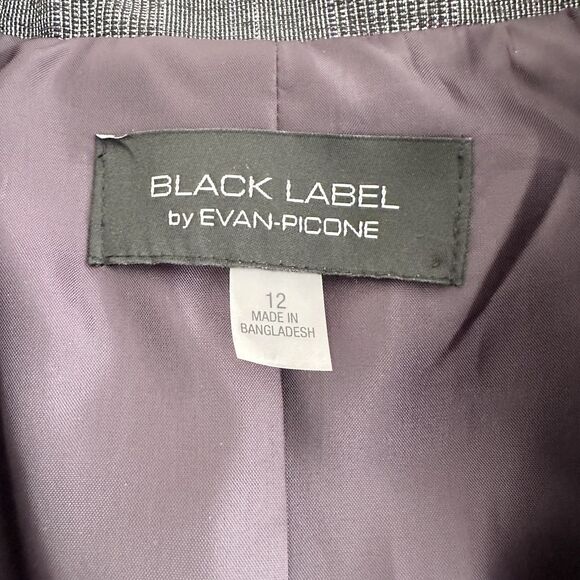 BLACK LABEL
by EVAN-PICONE
12
MADE IN
BANGLADESH